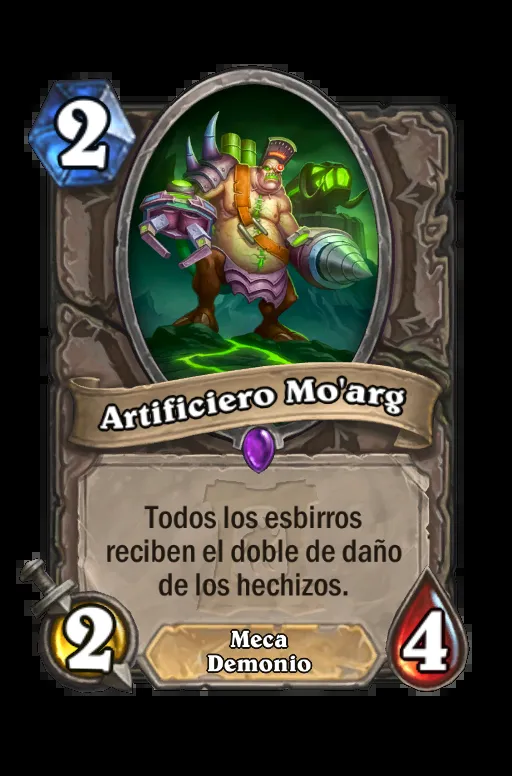 2
Artificiero Mo'arg
Todos los esbirros
reciben el doble de daño
de los hechizos.
2
Meca
Demonio
4